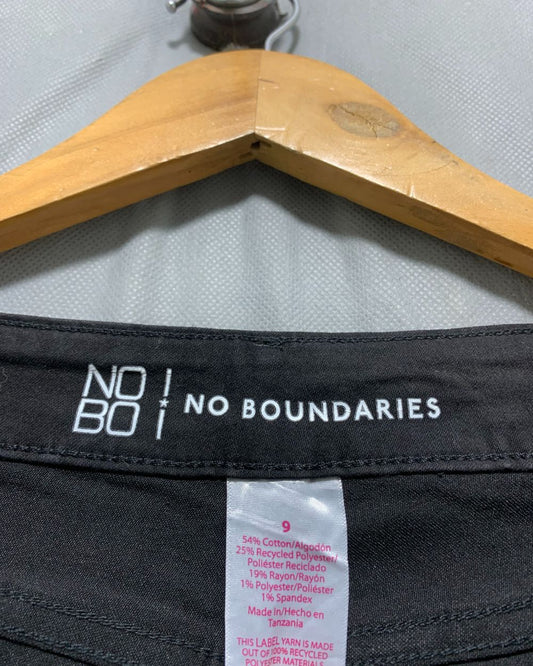 NO
BO
NO BOUNDARIES
9
54% Cotton/Algodón
25% Recycled Polyester/
Poliéster Reciclado
19% Rayon/Rayón
1% Polyester/Poliéster
1% Spandex
Made in/Hecho en
Tanzania
THIS LABEL YARN IS MADE
OUT OF 100% RECYCLED
POLYESTER MATERIALS